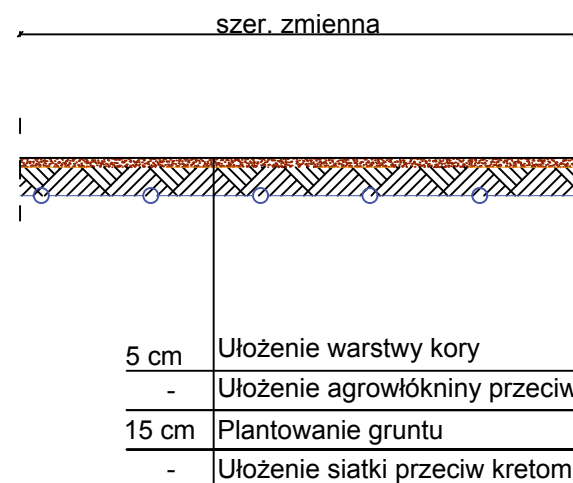 szer. zmienna
5 cm Ułożenie warstwy kory
- Ułożenie agrowłókniny przeciw
15 cm Plantowanie gruntu
- Ułożenie siatki przeciw kretom